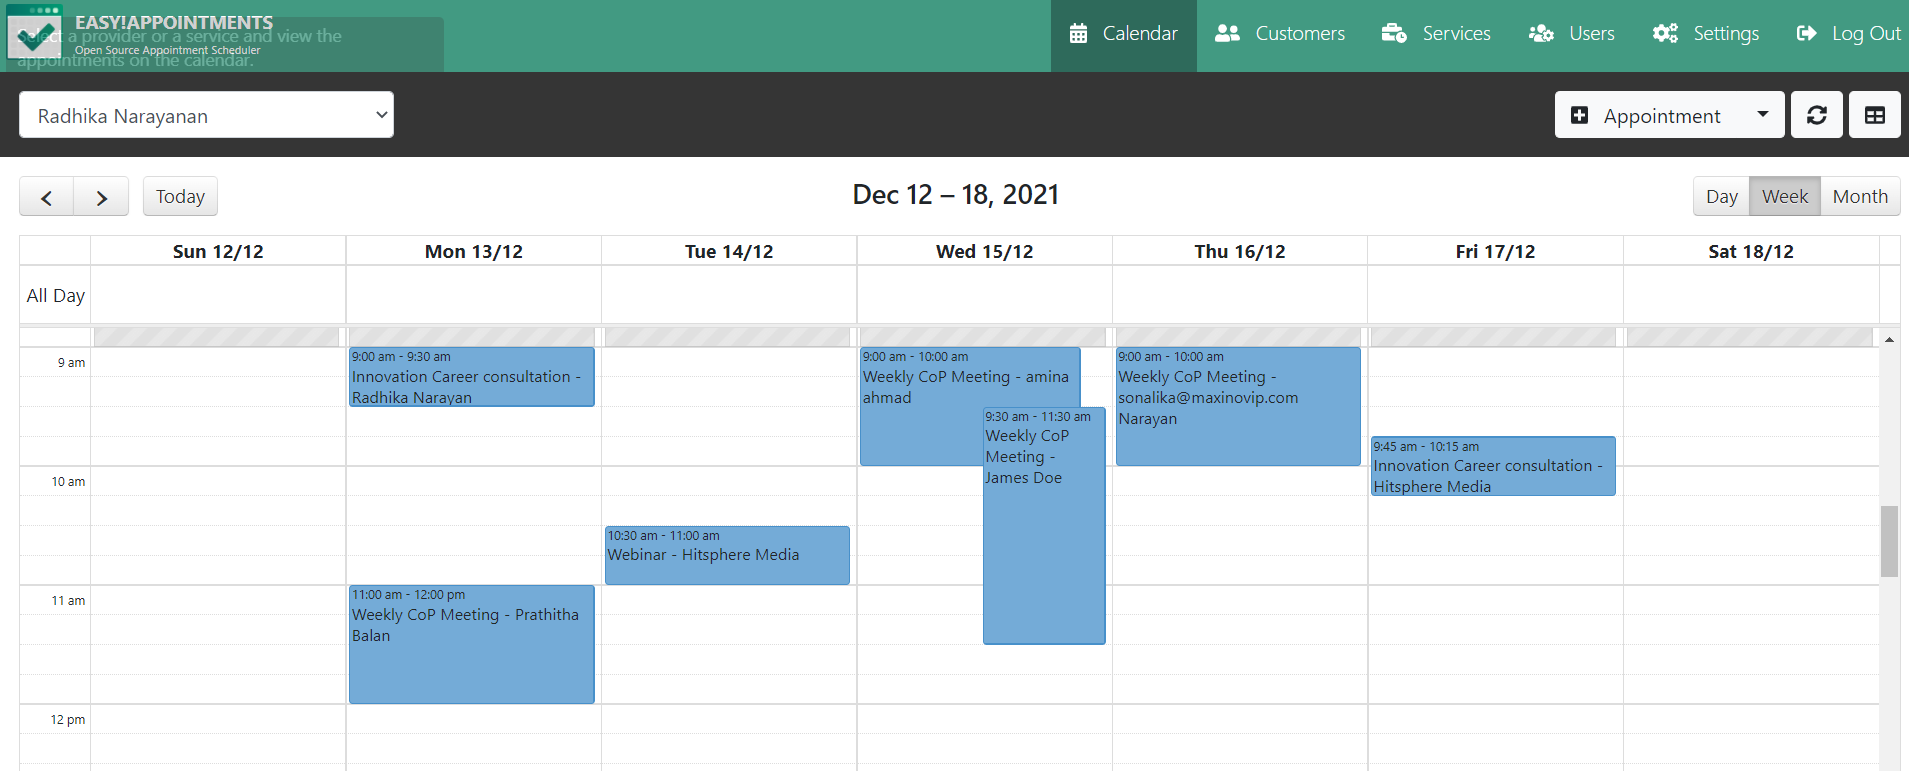 EASY!APPOINTMENTS
Select a provider or a service and view the
Open Source Appointment Scheduler
appointments on the calendar.
Calendar
Customers
Services
Users
Settings
Log Out
Radhika Narayanan
Appointment
Today
Dec 12 – 18, 2021
Day
Week
Month
Sun 12/12
Mon 13/12
Tue 14/12
Wed 15/12
Thu 16/12
Fri 17/12
Sat 18/12
All Day
9 am
9:00 am - 9:30 am
Innovation Career consultation -
Radhika Narayan
9:00 am - 10:00 am
Weekly CoP Meeting - amina
ahmad
9:30 am - 11:30 am
Weekly CoP
Meeting -
James Doe
9:00 am - 10:00 am
Weekly CoP Meeting -
sonalika@maxinovip.com
Narayan
9:45 am - 10:15 am
Innovation Career consultation -
Hitsphere Media
10 am
10:30 am - 11:00 am
Webinar - Hitsphere Media
11 am
11:00 am - 12:00 pm
Weekly CoP Meeting - Prathitha
Balan
12 pm